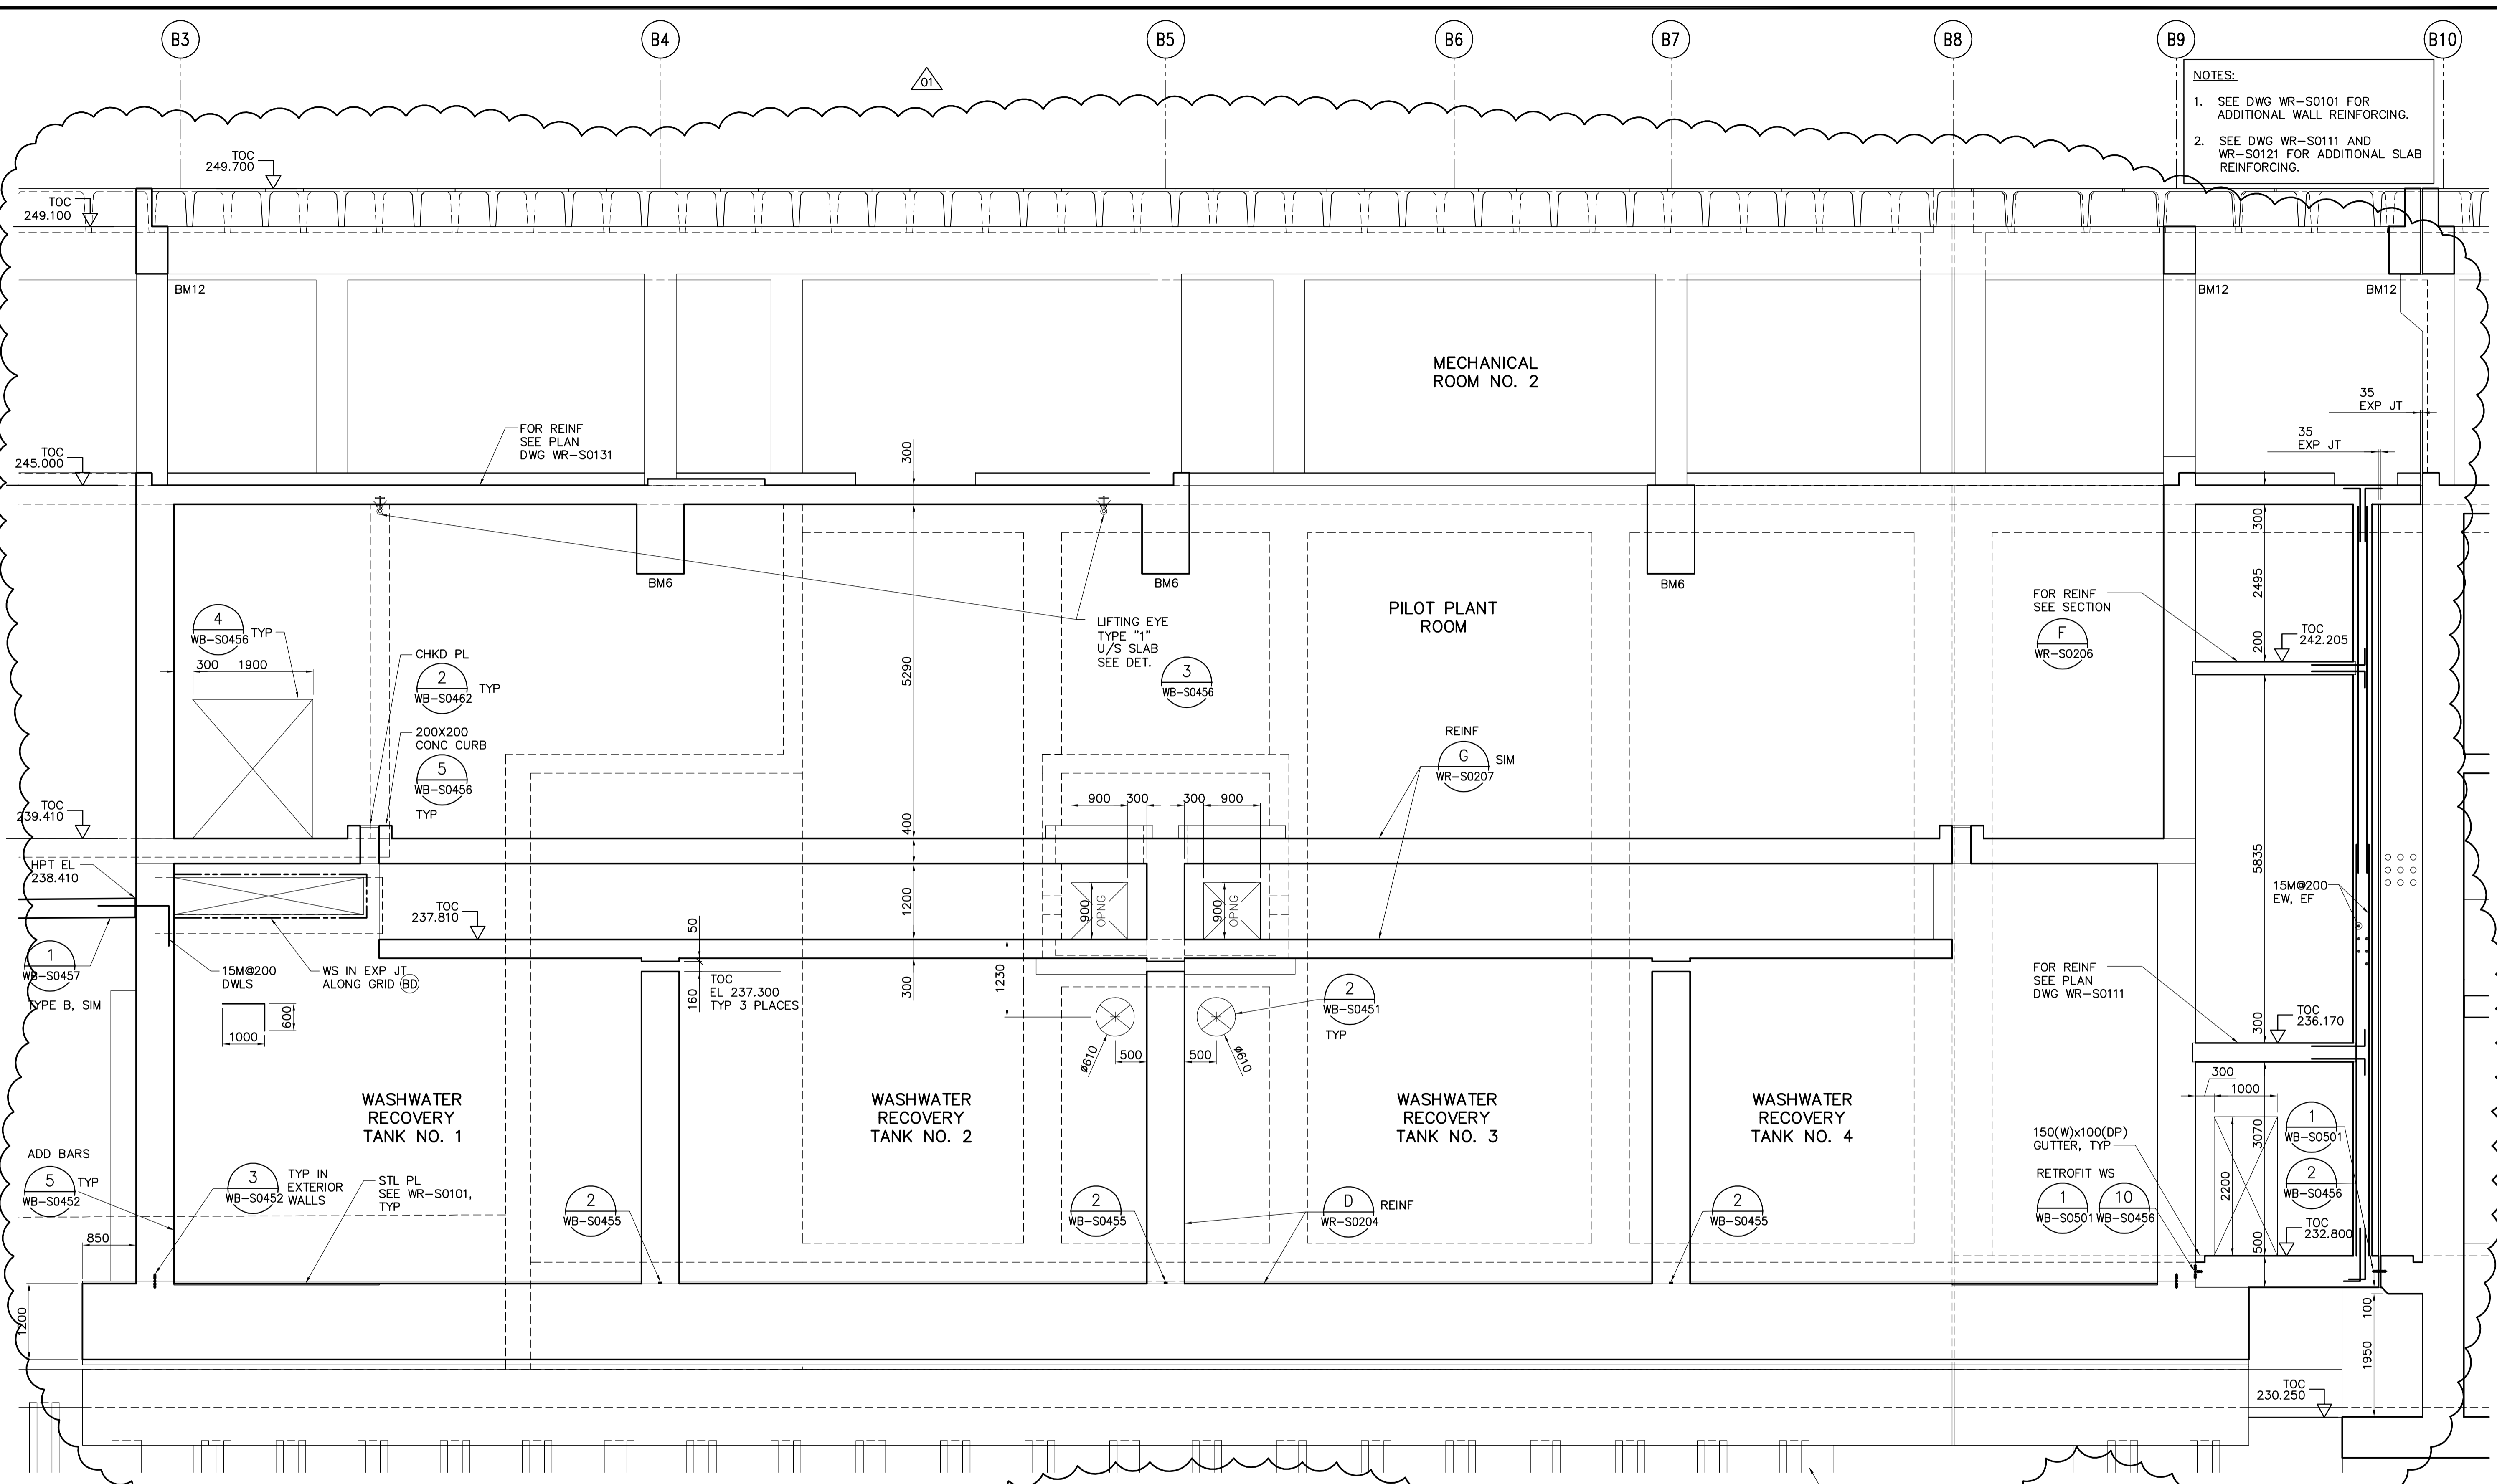 B3
B4
B5
B6
B7
B8
B9
B10
01
NOTES:
1. SEE DWG WR-S0101 FOR
ADDITIONAL WALL REINFORCING.
2. SEE DWG WR-S0111 AND
WR-S0121 FOR ADDITIONAL SLAB
REINFORCING.
TOC
249.700
TOC
249.100
BM12
BM12
BM12
MECHANICAL
ROOM NO. 2
35
EXP JT
35
EXP JT
FOR REINF
SEE PLAN
DWG WR-S0131
300
TOC
245.000
BM6
BM6
BM6
300
2495
200
PILOT PLANT
ROOM
FOR REINF
SEE SECTION
F
WR-S0206
TOC
242.205
LIFTING EYE
TYPE "1"
U/S SLAB
SEE DET.
3
WB-S0456
4
WB-S0456
TYP
300
1900
CHKD PL
2
WB-S0462
TYP
5290
200X200
CONC CURB
5
WB-S0456
TYP
REINF
G
WR-S0207
SIM
TOC
239.410
900
300
300
900
400
HPT EL
238.410
5835
15M@200
EW, EF
TOC
237.810
1200
900
OPNG
900
OPNG
50
1
WB-S0457
TYPE B, SIM
15M@200
DWLS
WS IN EXP JT
ALONG GRID BD
160
TOC
EL 237.300
TYP 3 PLACES
300
1230
2
WB-S0451
TYP
FOR REINF
SEE PLAN
DWG WR-S0111
TOC
236.170
300
600
1000
ø610
500
500
ø610
300
1000
WASHWATER
RECOVERY
TANK NO. 1
WASHWATER
RECOVERY
TANK NO. 2
WASHWATER
RECOVERY
TANK NO. 3
WASHWATER
RECOVERY
TANK NO. 4
150(W)x100(DP)
GUTTER, TYP
3070
1
WB-S0501
ADD BARS
5
WB-S0452
TYP
3
WB-S0452
TYP IN
EXTERIOR
WALLS
STL PL
SEE WR-S0101,
TYP
2
WB-S0455
2
WB-S0455
D
WR-S0204
REINF
2
WB-S0455
RETROFIT WS
1
WB-S0501
10
WB-S0456
2200
2
WB-S0456
TOC
232.800
500
850
1200
100
1950
TOC
230.250